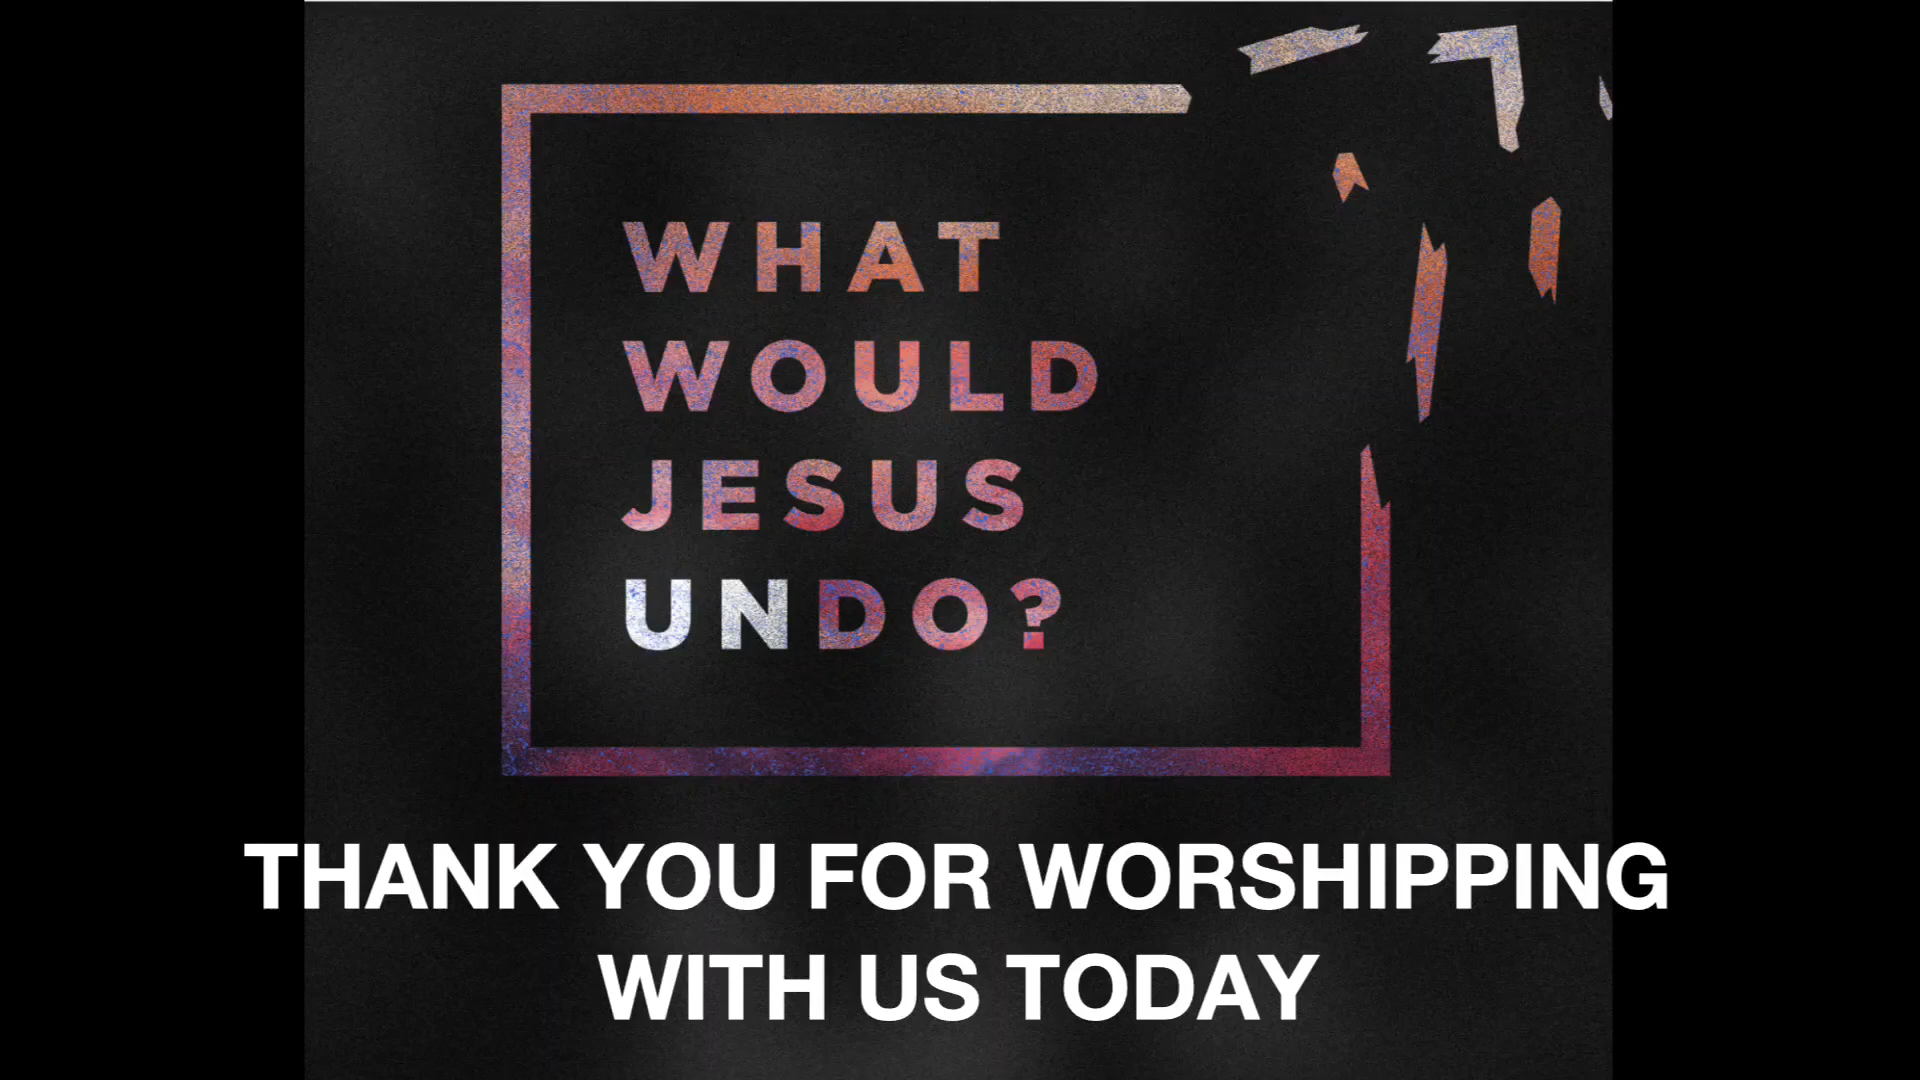 WHAT
WOULD
JESUS
UNDO?
THANK YOU FOR WORSHIPPING
WITH US TODAY